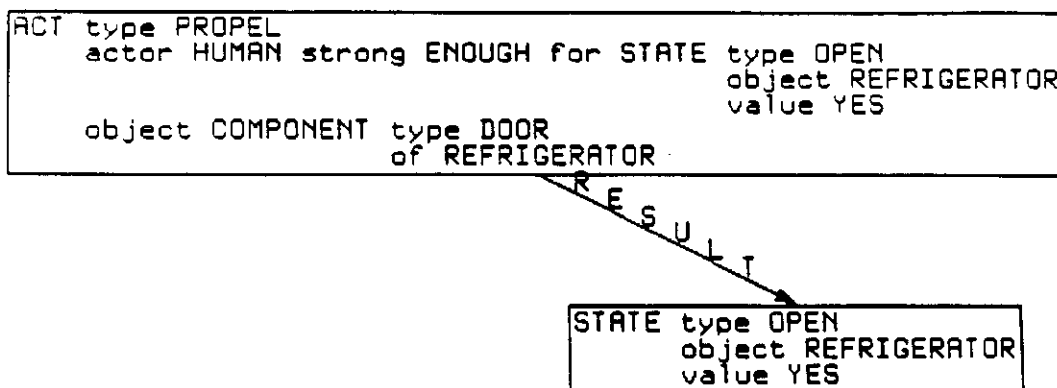 ACT type PROPEL
actor HUMAN strong ENOUGH for STATE type OPEN
object REFRIGERATOR
value YES
object COMPONENT type DOOR
of REFRIGERATOR
RESULT
STATE type OPEN
object REFRIGERATOR
value YES